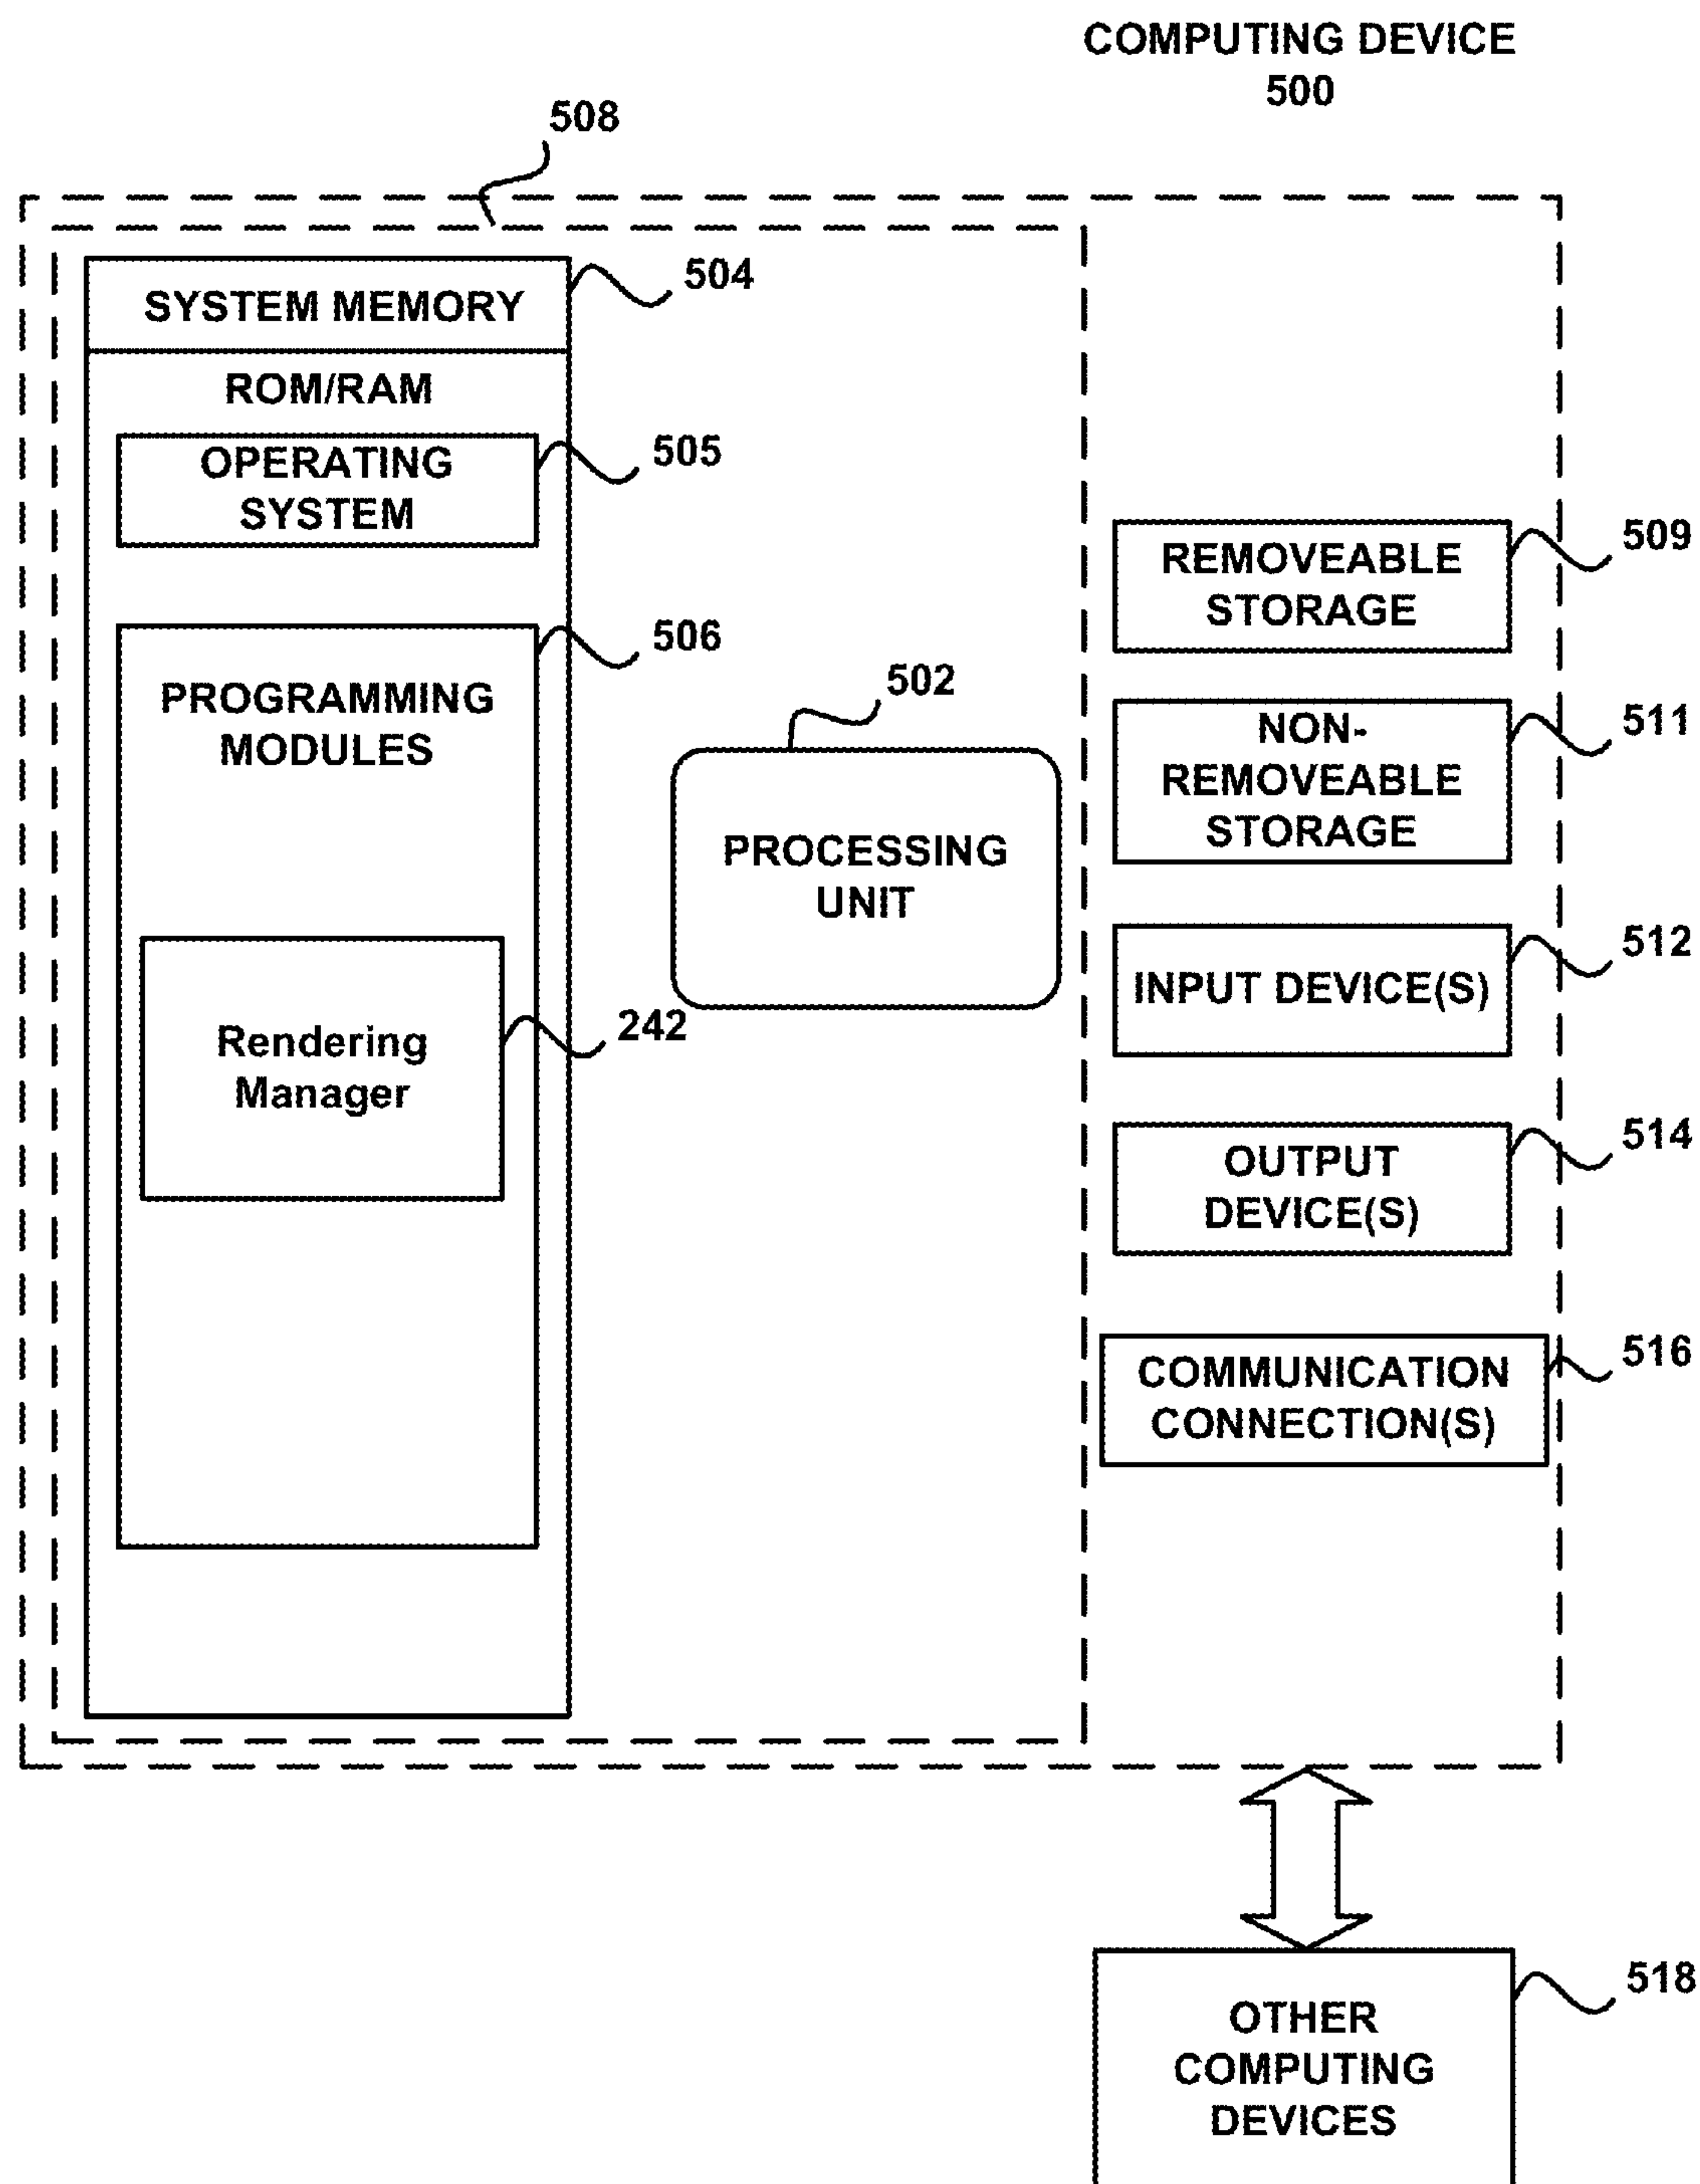 COMPUTING DEVICE
500
508
504
SYSTEM MEMORY
ROM/RAM
505
OPERATING
SYSTEM
509
REMOVEABLE
STORAGE
506
PROGRAMMING
MODULES
502
511
NON-
REMOVEABLE
STORAGE
PROCESSING
UNIT
512
INPUT DEVICE(S)
242
Rendering
Manager
514
OUTPUT
DEVICE(S)
516
COMMUNICATION
CONNECTION(S)
518
OTHER
COMPUTING
DEVICES